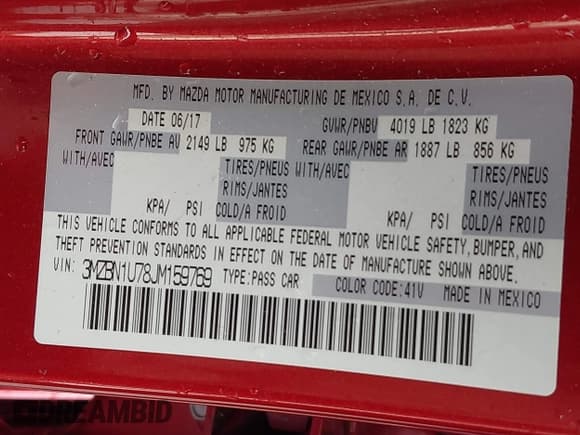 MFD. BY MAZDA MOTOR MANUFACTURING DE MEXICO S.A. DE C.V.
DATE 06/17 GVWR/PNBV 4019 LB 1823 KG
FRONT GAWR/PNBE AV 2149 LB 975 KG REAR GAWR/PNBE AR 1887 LB 856 KG
WITH/AVEC TIRES/PNEUS WITH/AVEC TIRES/PNEUS
RIMS/JANTES RIMS/JANTES
KPA/ PSI COLD/A FROID KPA/ PSI COLD/A FROID
THIS VEHICLE CONFORMS TO ALL APPLICABLE FEDERAL MOTOR VEHICLE SAFETY, BUMPER, AND
THEFT PREVENTION STANDARDS IN EFFECT ON THE DATE OF MANUFACTURE SHOWN ABOVE.
VIN: 3MZBN1U78JM159769 TYPE:PASS CAR COLOR CODE:41V MADE IN MEXICO
DREAMBID